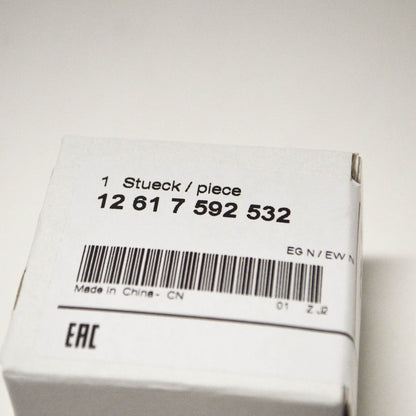 1 Stueck / piece
12 61 7 592 532
EG N / EW N
Made in China - CN 01 Z J2
EAC